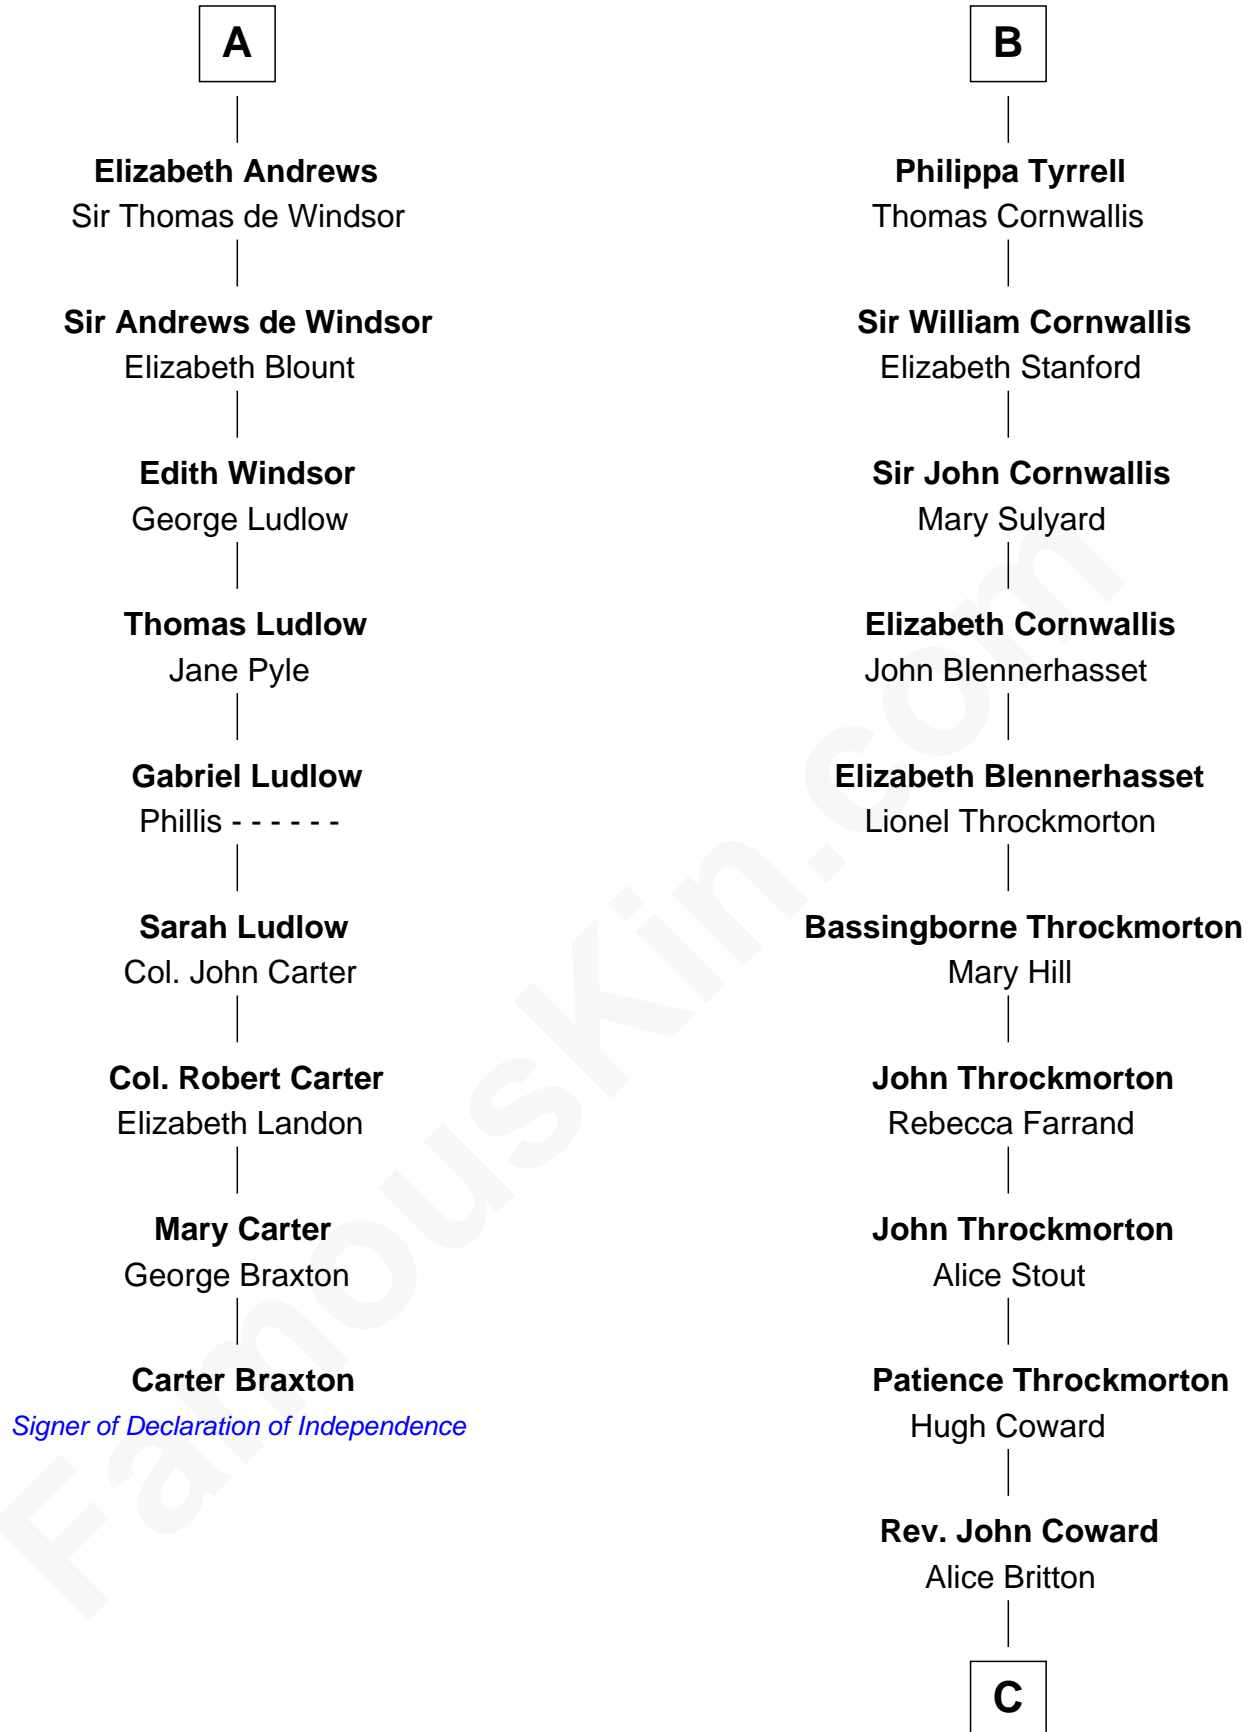 A
Elizabeth Andrews
Sir Thomas de Windsor
Sir Andrews de Windsor
Elizabeth Blount
Edith Windsor
George Ludlow
Thomas Ludlow
Jane Pyle
Gabriel Ludlow
Phillis - - - - - -
Sarah Ludlow
Col. John Carter
Col. Robert Carter
Elizabeth Landon
Mary Carter
George Braxton
Carter Braxton
Signer of Declaration of Independence
B
Philippa Tyrrell
Thomas Cornwallis
Sir William Cornwallis
Elizabeth Stanford
Sir John Cornwallis
Mary Sulyard
Elizabeth Cornwallis
John Blennerhasset
Elizabeth Blennerhasset
Lionel Throckmorton
Bassingborne Throckmorton
Mary Hill
John Throckmorton
Rebecca Farrand
John Throckmorton
Alice Stout
Patience Throckmorton
Hugh Coward
Rev. John Coward
Alice Britton
C
FamousKin.com